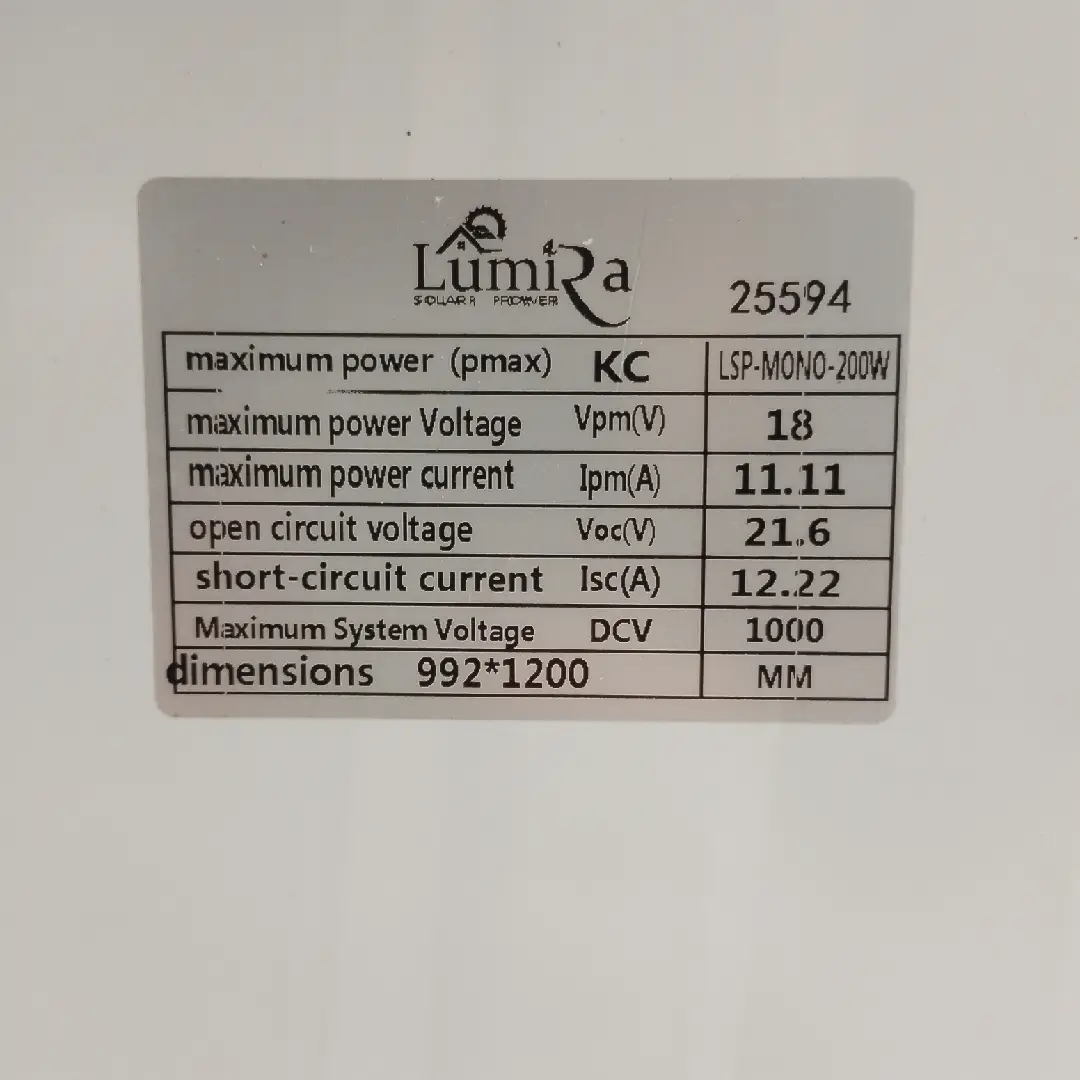 LumiRa
SOLAR POWER
25594
maximum power (pmax) KC LSP-MONO-200W
maximum power Voltage Vpm(V) 18
maximum power current Ipm(A) 11.11
open circuit voltage Voc(V) 21.6
short-circuit current Isc(A) 12.22
Maximum System Voltage DCV 1000
dimensions 992*1200 MM